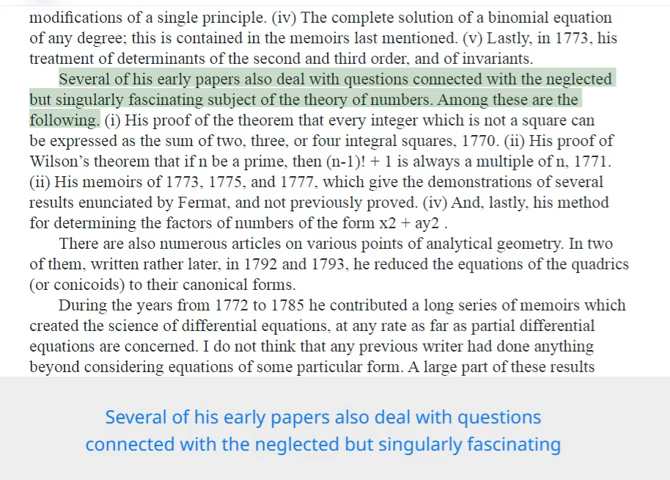 modifications of a single principle. (iv) The complete solution of a binomial equation
of any degree; this is contained in the memoirs last mentioned. (v) Lastly, in 1773, his
treatment of determinants of the second and third order, and of invariants.
Several of his early papers also deal with questions connected with the neglected
but singularly fascinating subject of the theory of numbers. Among these are the
following. (i) His proof of the theorem that every integer which is not a square can
be expressed as the sum of two, three, or four integral squares, 1770. (ii) His proof of
Wilson’s theorem that if n be a prime, then (n-1)! + 1 is always a multiple of n, 1771.
(ii) His memoirs of 1773, 1775, and 1777, which give the demonstrations of several
results enunciated by Fermat, and not previously proved. (iv) And, lastly, his method
for determining the factors of numbers of the form x2 + ay2 .
There are also numerous articles on various points of analytical geometry. In two
of them, written rather later, in 1792 and 1793, he reduced the equations of the quadrics
(or conicoids) to their canonical forms.
During the years from 1772 to 1785 he contributed a long series of memoirs which
created the science of differential equations, at any rate as far as partial differential
equations are concerned. I do not think that any previous writer had done anything
beyond considering equations of some particular form. A large part of these results
Several of his early papers also deal with questions
connected with the neglected but singularly fascinating